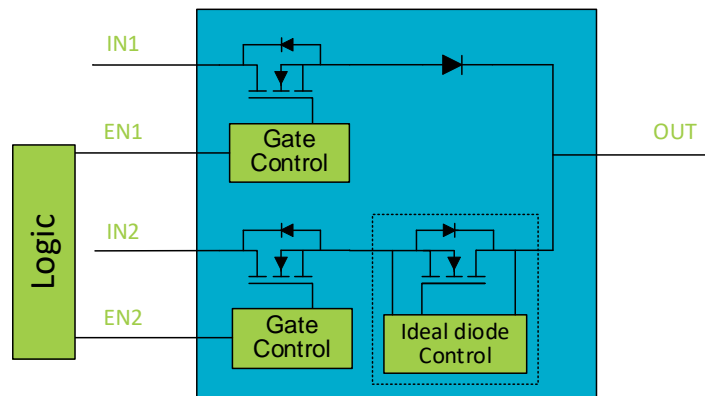 IN1
EN1
Gate
Control
OUT
Logic
IN2
EN2
Gate
Control
Ideal diode
Control